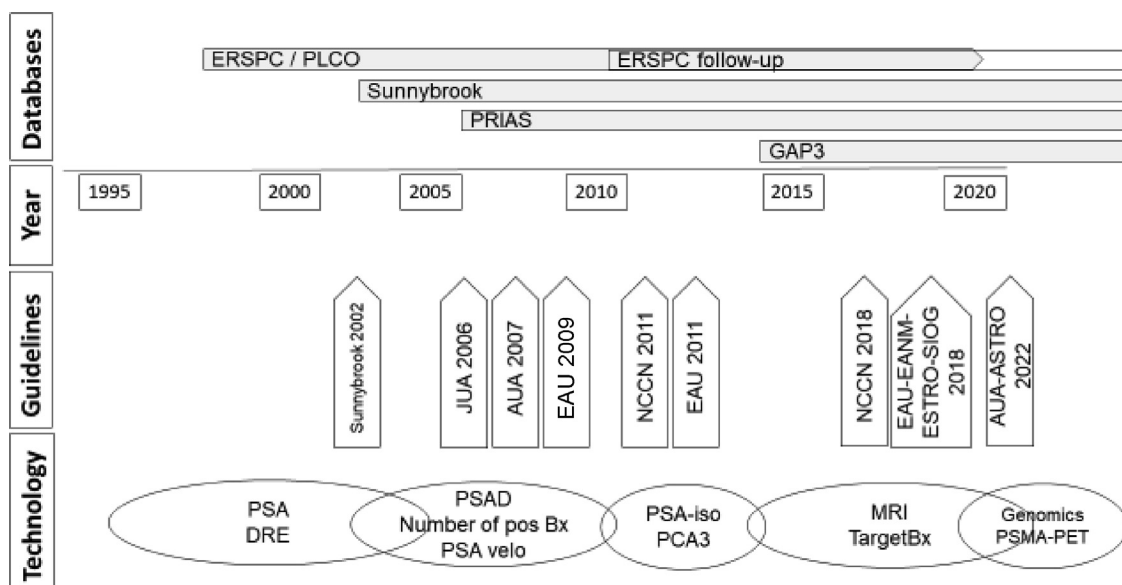 Databases
ERSPC / PLCO
ERSPC follow-up
Sunnybrook
PRIAS
GAP3
Year
1995
2000
2005
2010
2015
2020
Guidelines
Sunnybrook 2002
JUA 2006
AUA 2007
EAU 2009
NCCN 2011
EAU 2011
NCCN 2018
EAU-EANM-
ESTRO-SIOG
2018
AUA-ASTRO
2022
Technology
PSA
DRE
PSAD
Number of pos Bx
PSA velo
PSA-iso
PCA3
MRI
TargetBx
Genomics
PSMA-PET